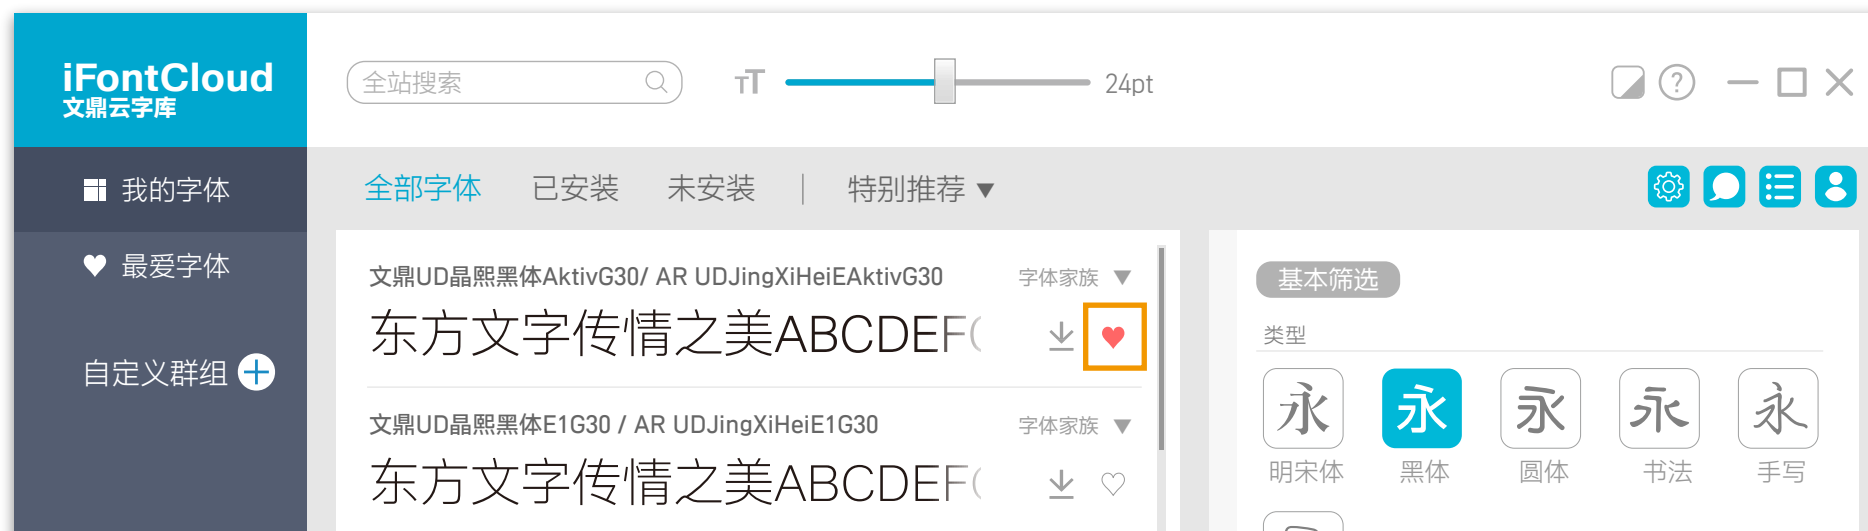 iFontCloud
文鼎云字库
全站搜索
TT
24pt
?
我的字体
最爱字体
自定义群组
全部字体 已安装 未安装 | 特别推荐 ▼
文鼎UD晶熙黑体AktivG30/ AR UDJingXiHeiEAktivG30
字体家族 ▼
东方文字传情之美ABCDEF(
文鼎UD晶熙黑体E1G30 / AR UDJingXiHeiE1G30
字体家族 ▼
东方文字传情之美ABCDEF(
基本筛选
类型
永 永 永 永 永
明宋体 黑体 圆体 书法 手写